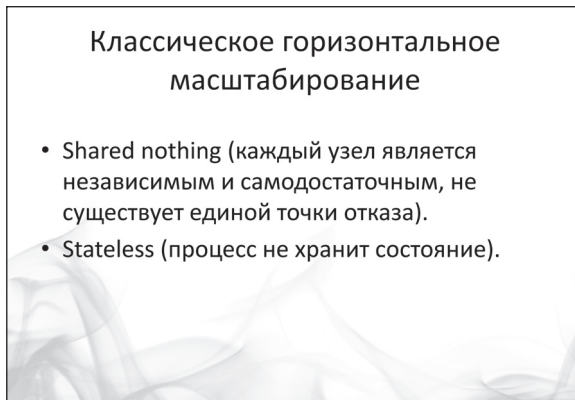 Классическое горизонтальное
масштабирование
• Shared nothing (каждый узел является
независимым и самодостаточным, не
существует единой точки отказа).
• Stateless (процесс не хранит состояние).